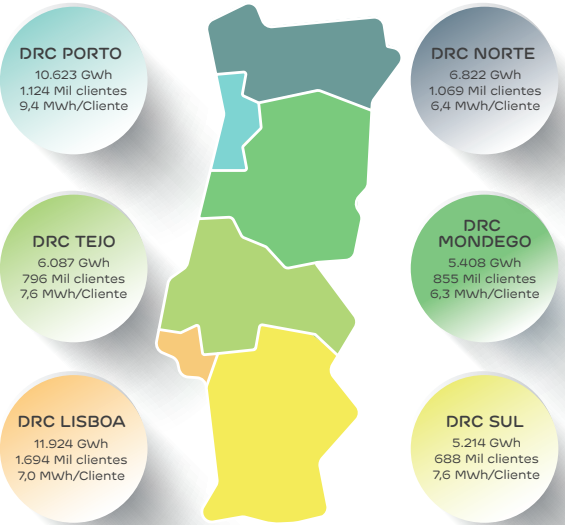 DRC PORTO
10.623 GWh
1.124 Mil clientes
9,4 MWh/Cliente
DRC NORTE
6.822 GWh
1.069 Mil clientes
6,4 MWh/Cliente
DRC TEJO
6.087 GWh
796 Mil clientes
7,6 MWh/Cliente
DRC
MONDEGO
5.408 GWh
855 Mil clientes
6,3 MWh/Cliente
DRC LISBOA
11.924 GWh
1.694 Mil clientes
7,0 MWh/Cliente
DRC SUL
5.214 GWh
688 Mil clientes
7,6 MWh/Cliente